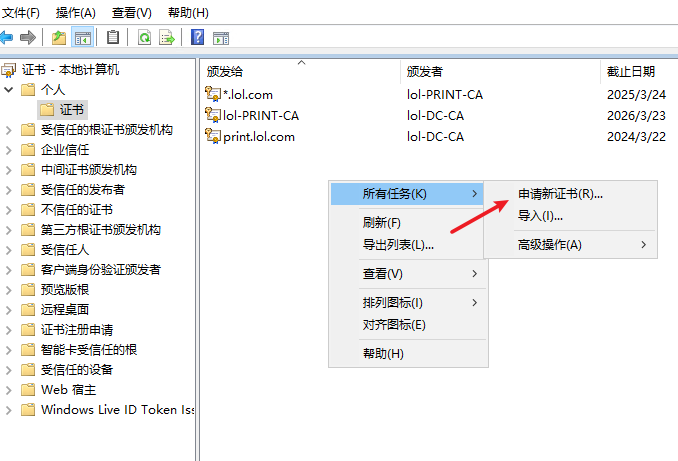 文件(F) 操作(A) 查看(V) 帮助(H)
证书 - 本地计算机
个人
证书
受信任的根证书颁发机构
企业信任
中间证书颁发机构
受信任的发布者
不信任的证书
第三方根证书颁发机构
受信任人
客户端身份验证颁发者
预览版根
远程桌面
证书注册申请
智能卡受信任的根
受信任的设备
Web 宿主
Windows Live ID Token Iss
颁发给 颁发者 截止日期
*.lol.com lol-PRINT-CA 2025/3/24
lol-PRINT-CA lol-DC-CA 2026/3/23
print.lol.com lol-DC-CA 2024/3/22
所有任务(K)
刷新(F)
导出列表(L)...
查看(V)
排列图标(I)
对齐图标(E)
帮助(H)
申请新证书(R)...
导入(I)...
高级操作(A)